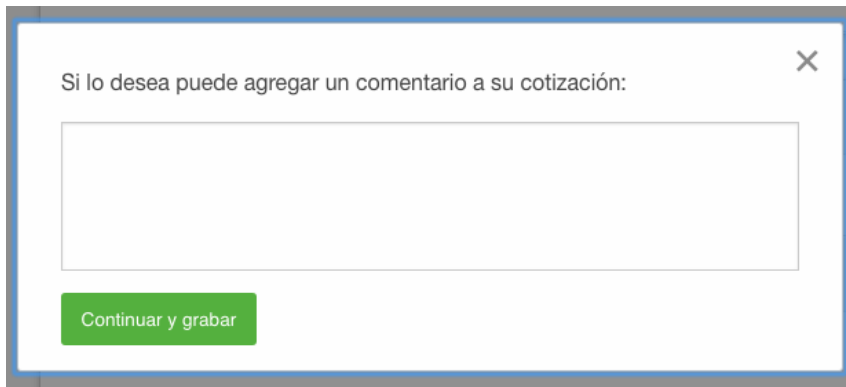 Si lo desea puede agregar un comentario a su cotización:
Continuar y grabar